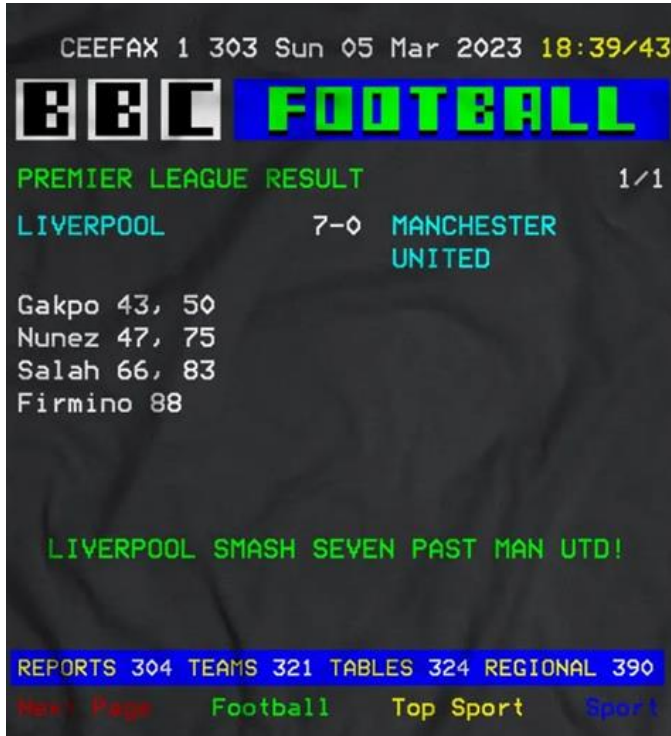 CEEFAX 1 303 Sun 05 Mar 2023 18:39/43
BBC FOOTBALL
PREMIER LEAGUE RESULT 1/1
LIVERPOOL 7-0 MANCHESTER
UNITED
Gakpo 43, 50
Nunez 47, 75
Salah 66, 83
Firmino 88
LIVERPOOL SMASH SEVEN PAST MAN UTD!
REPORTS 304 TEAMS 321 TABLES 324 REGIONAL 390
Next Page Football Top Sport Sport